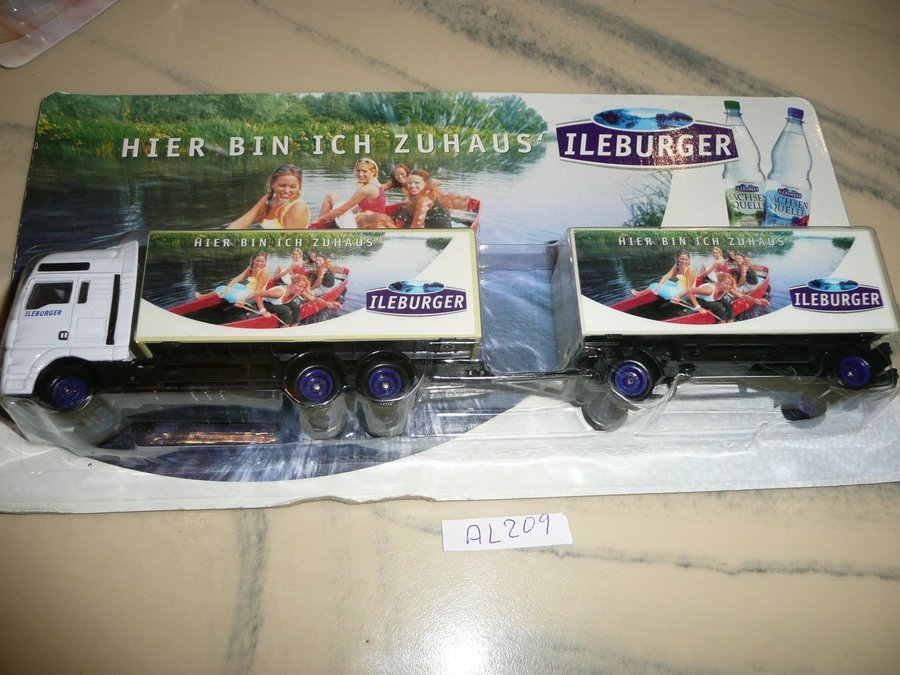 HIER BIN ICH ZUHAUS'
ILEBURGER
SACHSEN
QUELLE
SACHSEN
QUELLE
HIER BIN ICH ZUHAUS'
ILEBURGER
ILEBURGER
HIER BIN ICH ZUHAUS'
ILEBURGER
AL209